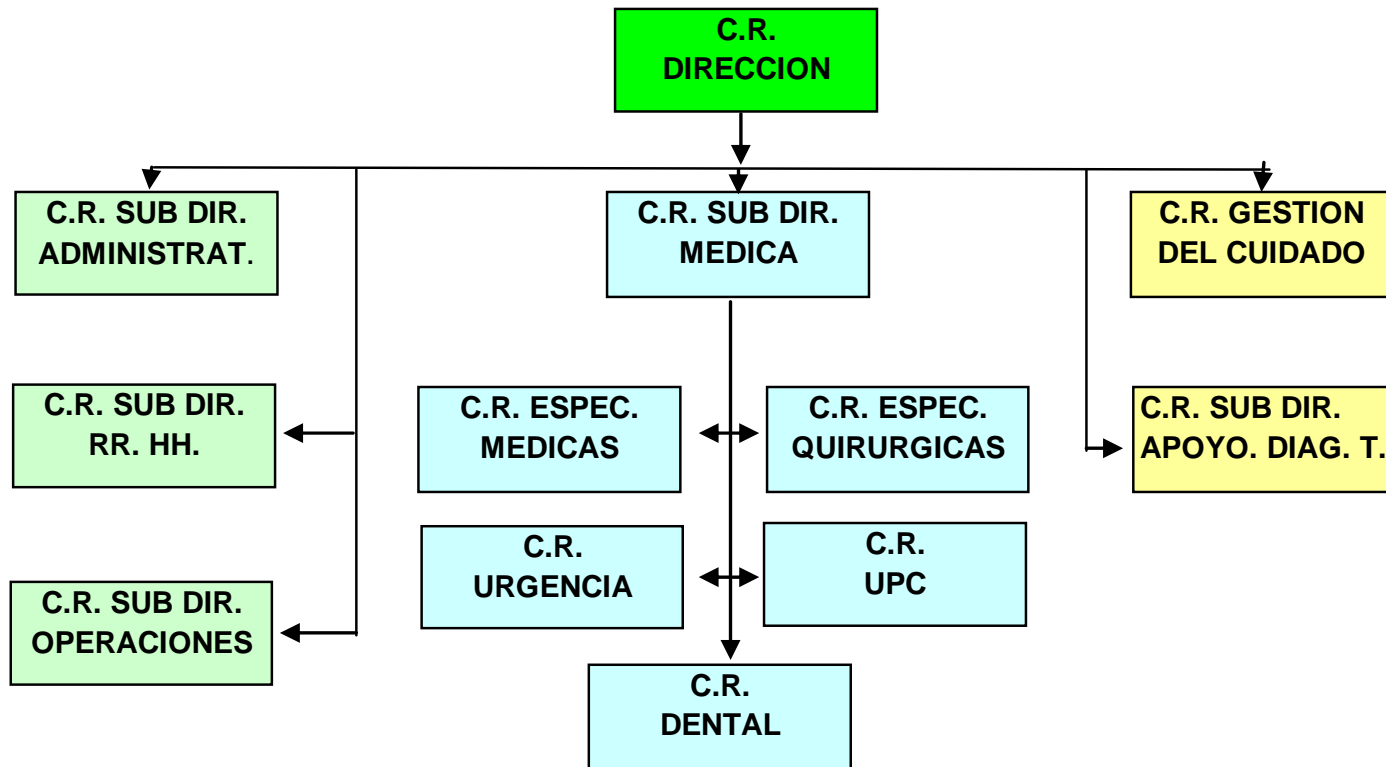 C.R.
DIRECCION
C.R. SUB DIR.
ADMINISTRAT.
C.R. SUB DIR.
MEDICA
C.R. GESTION
DEL CUIDADO
C.R. SUB DIR.
RR. HH.
C.R. ESPEC.
MEDICAS
C.R. ESPEC.
QUIRURGICAS
C.R. SUB DIR.
APOYO. DIAG. T.
C.R.
URGENCIA
C.R.
UPC
C.R. SUB DIR.
OPERACIONES
C.R.
DENTAL